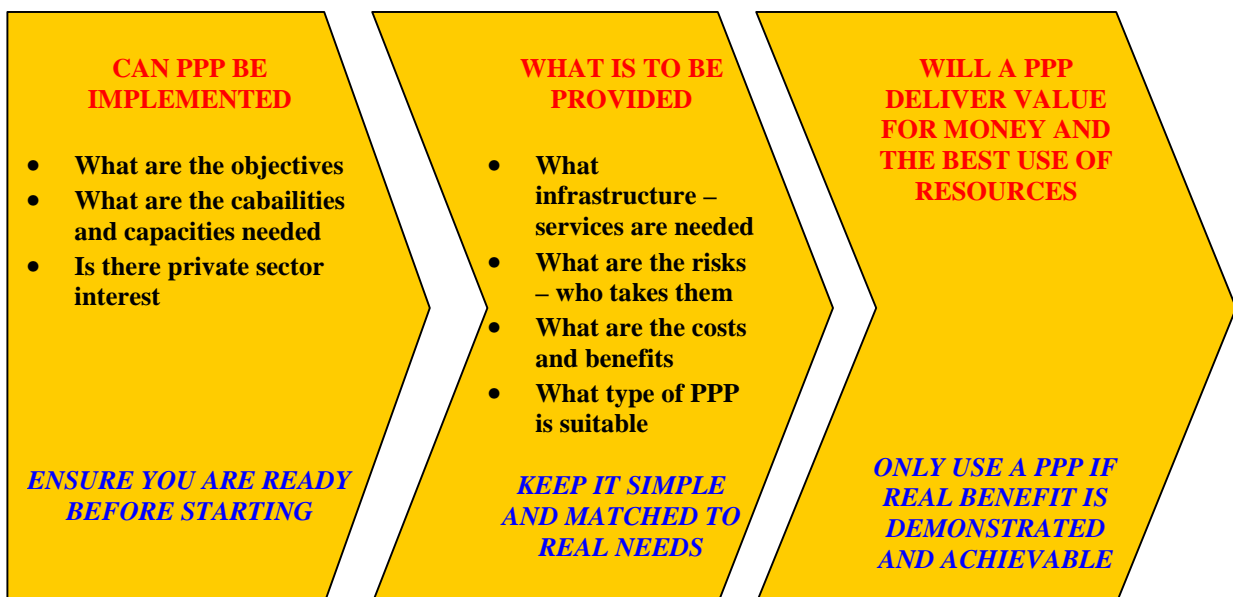 CAN PPP BE
IMPLEMENTED
• What are the objectives
• What are the cabailities
and capacities needed
• Is there private sector
interest
ENSURE YOU ARE READY
BEFORE STARTING
WHAT IS TO BE
PROVIDED
• What
infrastructure –
services are needed
• What are the risks
– who takes them
• What are the costs
and benefits
• What type of PPP
is suitable
KEEP IT SIMPLE
AND MATCHED TO
REAL NEEDS
WILL A PPP
DELIVER VALUE
FOR MONEY AND
THE BEST USE OF
RESOURCES
ONLY USE A PPP IF
REAL BENEFIT IS
DEMONSTRATED
AND ACHIEVABLE